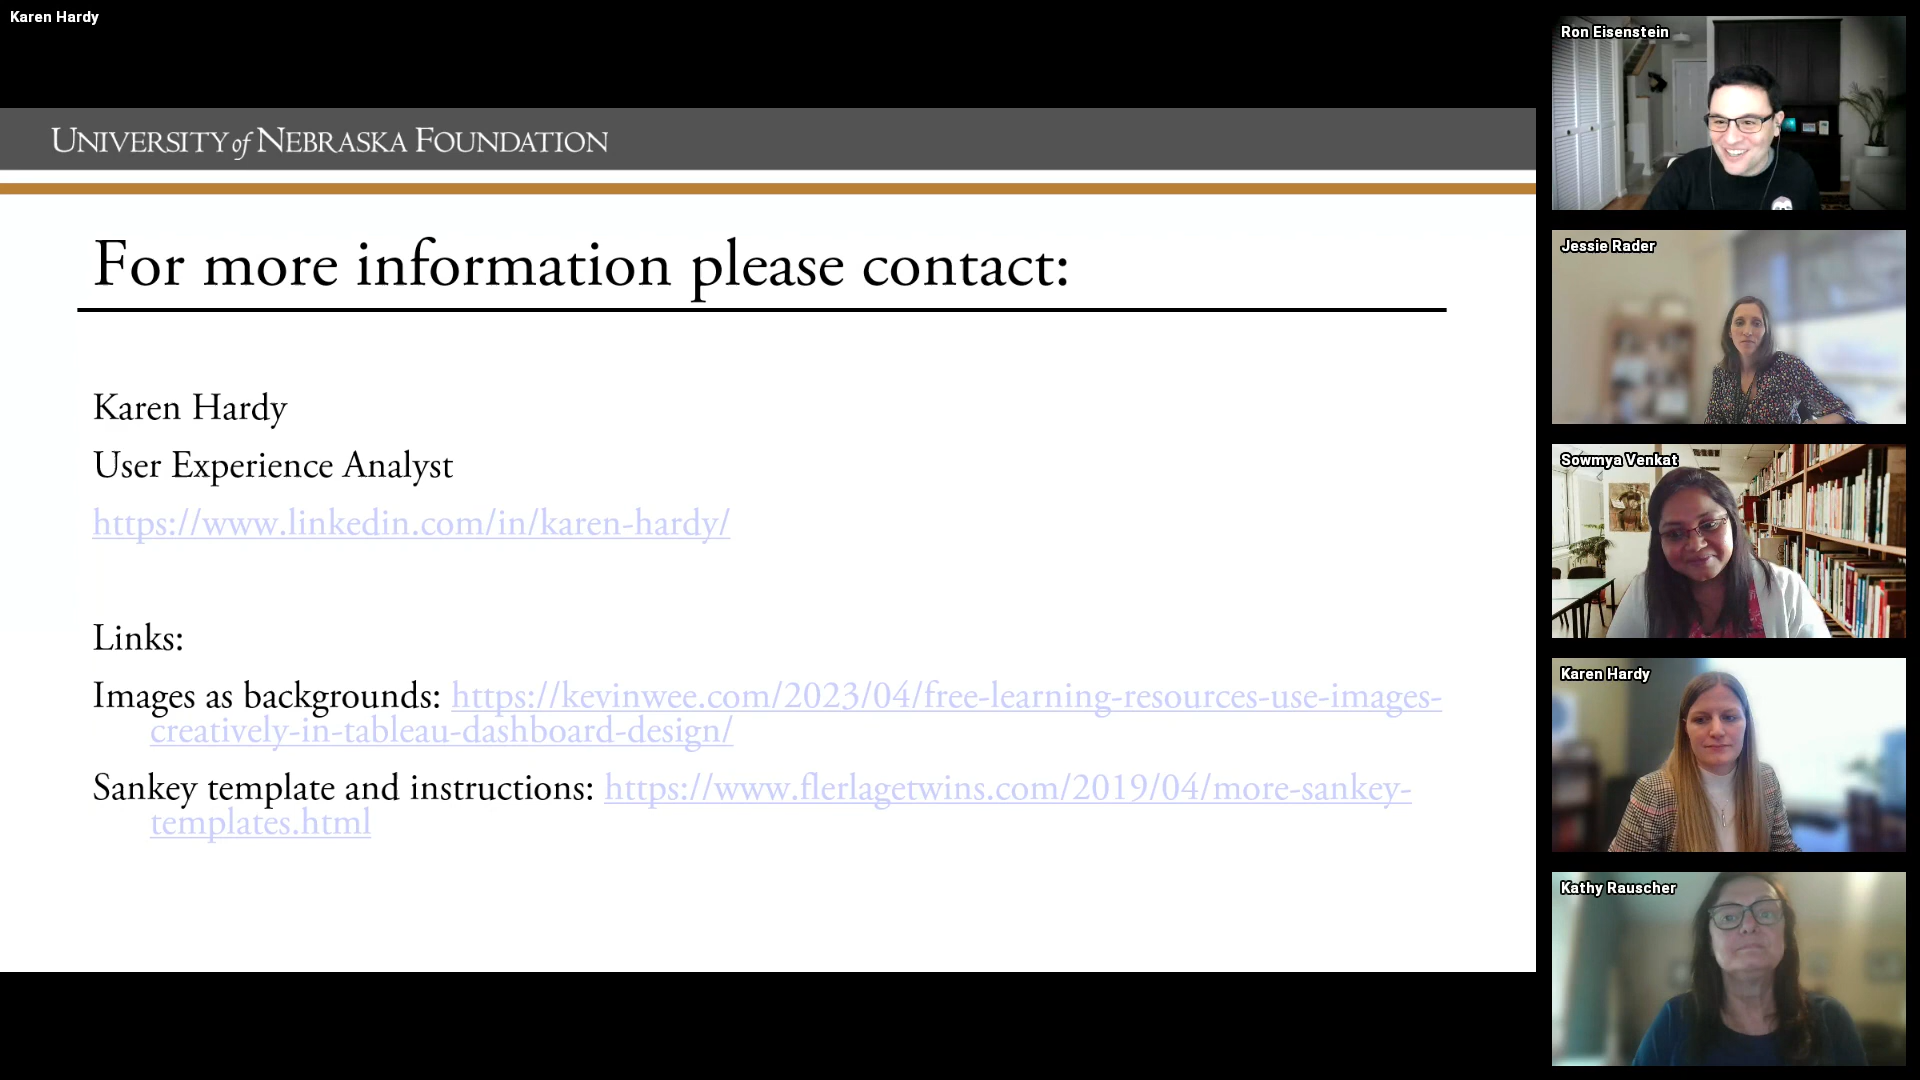 Karen Hardy
UNIVERSITY of NEBRASKA FOUNDATION
For more information please contact:
Karen Hardy
User Experience Analyst
https://www.linkedin.com/in/karen-hardy/
Links:
Images as backgrounds: https://kevinwee.com/2023/04/free-learning-resources-use-images-
creatively-in-tableau-dashboard-design/
Sankey template and instructions: https://www.flerlagetwins.com/2019/04/more-sankey-
templates.html
Ron Eisenstein
Jessie Rader
Sowmya Venkat
Karen Hardy
Kathy Rauscher